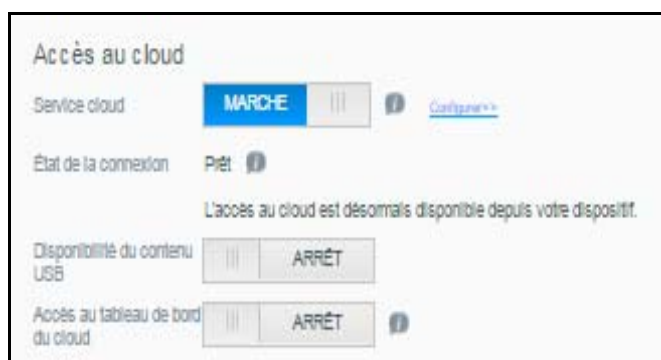 Accès au cloud
Service cloud MARCHE Configurer>>
État de la connexion Prêt
L'accès au cloud est désormais disponible depuis votre dispositif.
Disponibilité du contenu
USB
ARRÊT
Accès au tableau de bord
du cloud
ARRÊT